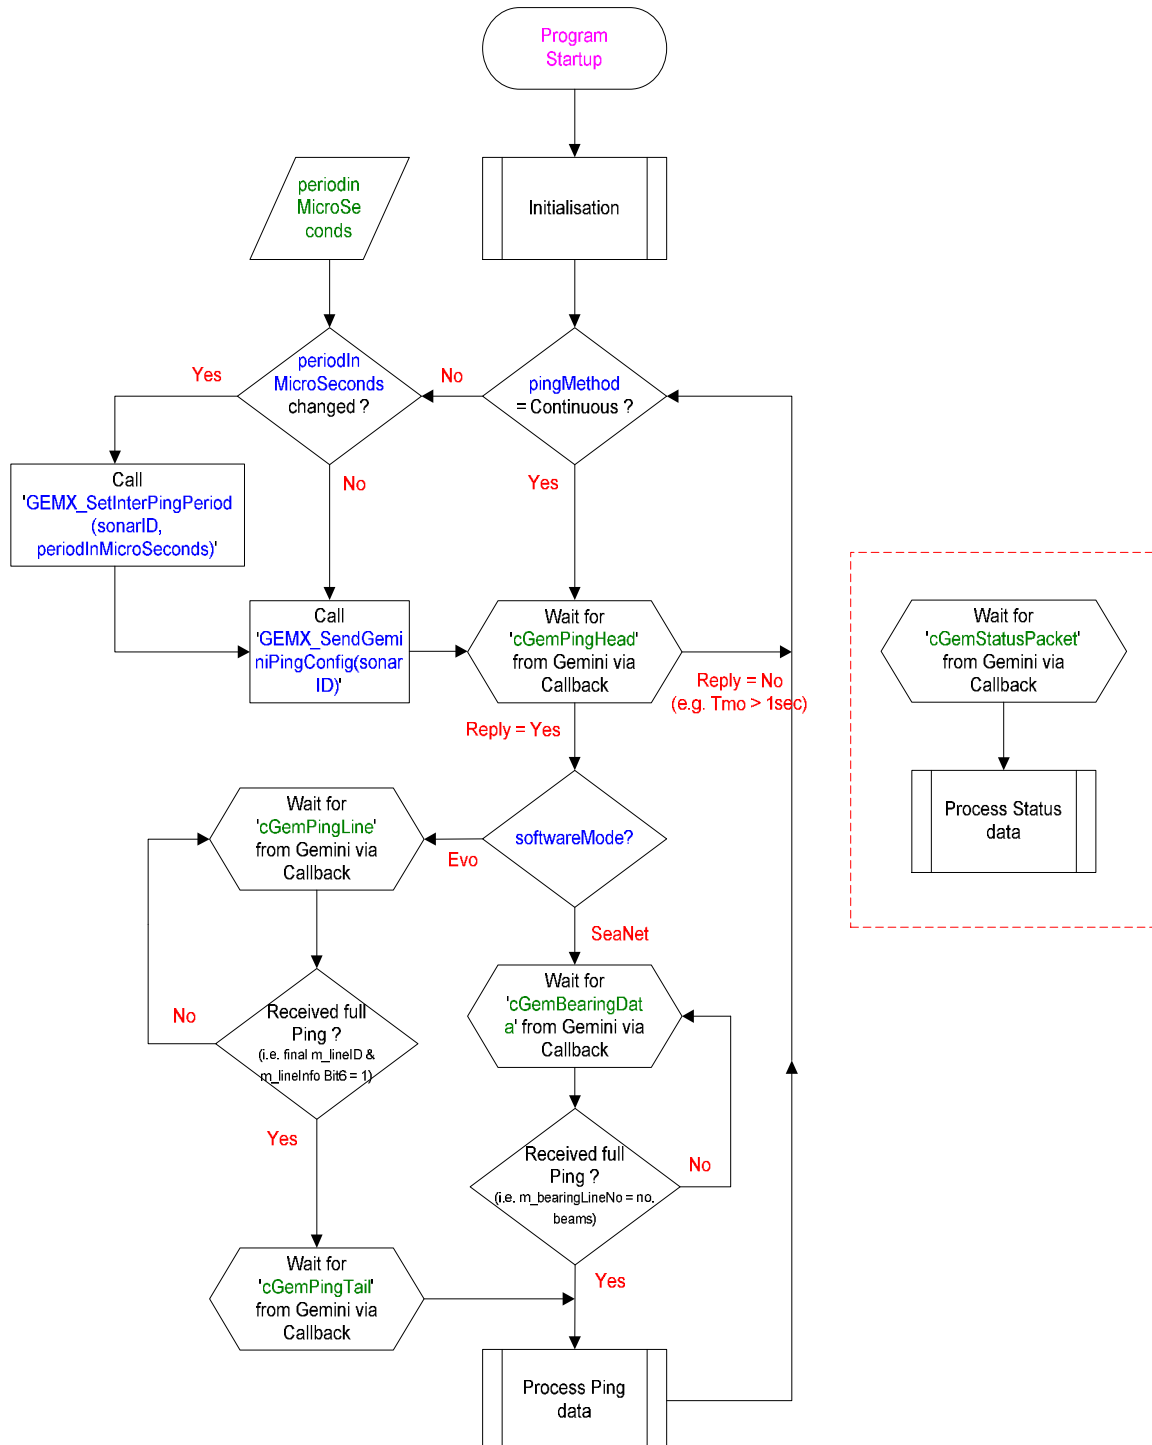 Program
Startup
periodin
MicroSe
conds
Initialisation
Yes
periodIn
MicroSeconds
changed ?
No
pingMethod
= Continuous ?
Call
'GEMX_SetInterPingPeriod
(sonarID,
periodInMicroSeconds)'
No
Yes
Call
'GEMX_SendGemi
niPingConfig(sonar
ID)'
Wait for
'cGemPingHead'
from Gemini via
Callback
Reply = No
(e.g. Tmo > 1sec)
Wait for
'cGemStatusPacket'
from Gemini via
Callback
Reply = Yes
Process Status
data
Wait for
'cGemPingLine'
from Gemini via
Callback
Evo
softwareMode?
SeaNet
No
Received full
Ping ?
(i.e. final m_lineID &
m_lineInfo Bit6 = 1)
Wait for
'cGemBearingDat
a' from Gemini via
Callback
Yes
Received full
Ping ?
(i.e. m_bearingLineNo = no.
beams)
No
Wait for
'cGemPingTail'
from Gemini via
Callback
Yes
Process Ping
data